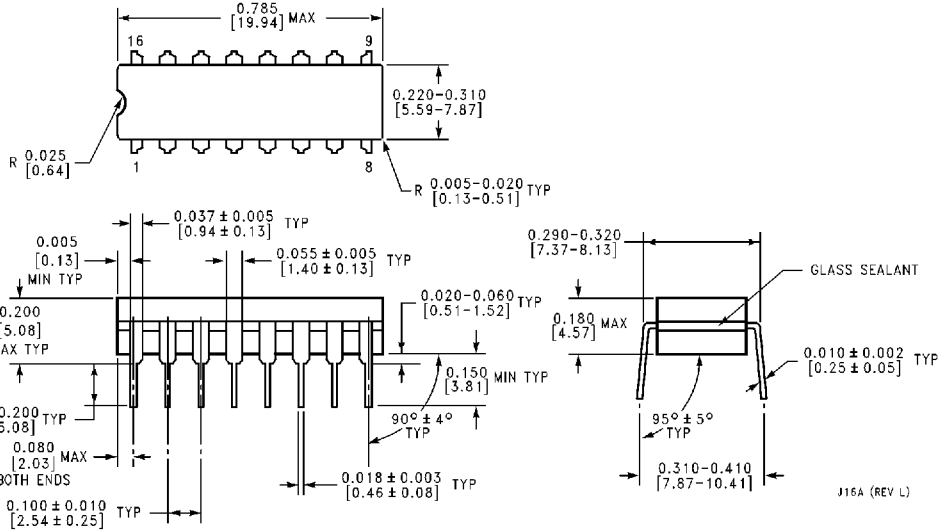 0.785
[19.94] MAX
16
9
0.220-0.310
[5.59-7.87]
R 0.025
[0.64]
1
8
R 0.005-0.020 TYP
[0.13-0.51]
0.037 ± 0.005 TYP
[0.94 ± 0.13]
0.005
[0.13]
MIN TYP
0.055 ± 0.005 TYP
[1.40 ± 0.13]
0.290-0.320
[7.37-8.13]
GLASS SEALANT
0.020-0.060 TYP
[0.51-1.52]
0.200
[5.08]
AX TYP
0.180 MAX
[4.57]
0.150 MIN TYP
[3.81]
0.010 ± 0.002 TYP
[0.25 ± 0.05]
0.200 TYP
5.08]
90° ± 4°
TYP
95° ± 5°
TYP
0.080 MAX
[2.03]
BOTH ENDS
0.018 ± 0.003 TYP
[0.46 ± 0.08]
0.310-0.410
[7.87-10.41]
0.100 ± 0.010 TYP
[2.54 ± 0.25]
J16A (REV L)